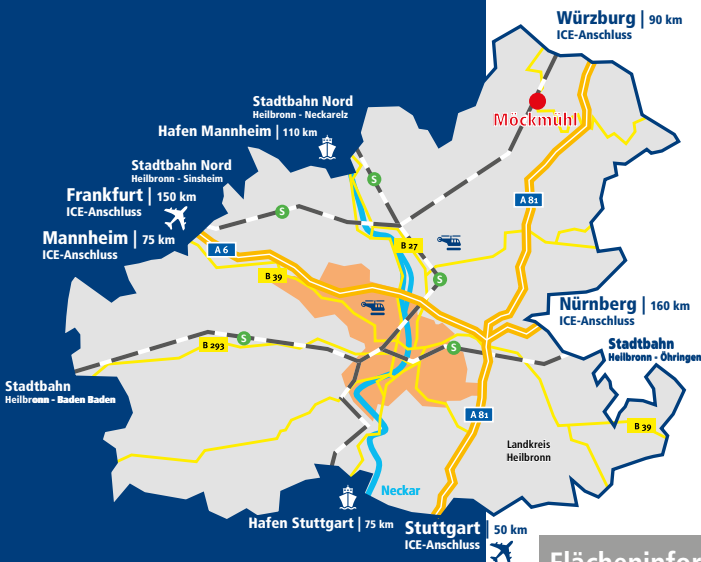 Würzburg | 90 km
ICE-Anschluss
Stadtbahn Nord
Heilbronn - Neckarelz
Hafen Mannheim | 110 km
Möckmühl
Stadtbahn Nord
Heilbronn - Sinsheim
Frankfurt | 150 km
ICE-Anschluss
Mannheim | 75 km
ICE-Anschluss
S
S
A 81
A 6
B 27
B 39
S
Nürnberg | 160 km
ICE-Anschluss
S
B 293
S
Stadtbahn
Heilbronn - Öhringen
Stadtbahn
Heilbronn - Baden Baden
A 81
B 39
Landkreis
Heilbronn
Neckar
Hafen Stuttgart | 75 km
Stuttgart | 50 km
ICE-Anschluss